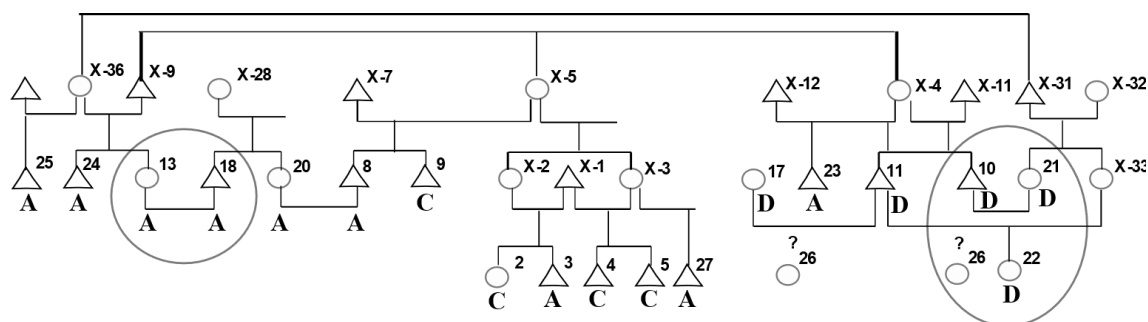 X-36 X-9 X-28 X-7 X-5 X-12 X-4 X-11 X-31 X-32
25 24 13 18 20 8 9 X-2 X-1 X-3 17 23 11 10 21 X-33
A A A A A A C D A D D D
? ?
2 3 4 5 27 26 26 22
C A C C A D